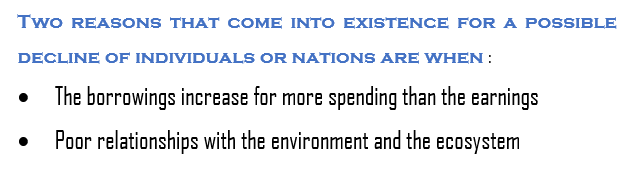 Two reasons that come into existence for a possible
decline of individuals or nations are when :
• The borrowings increase for more spending than the earnings
• Poor relationships with the environment and the ecosystem